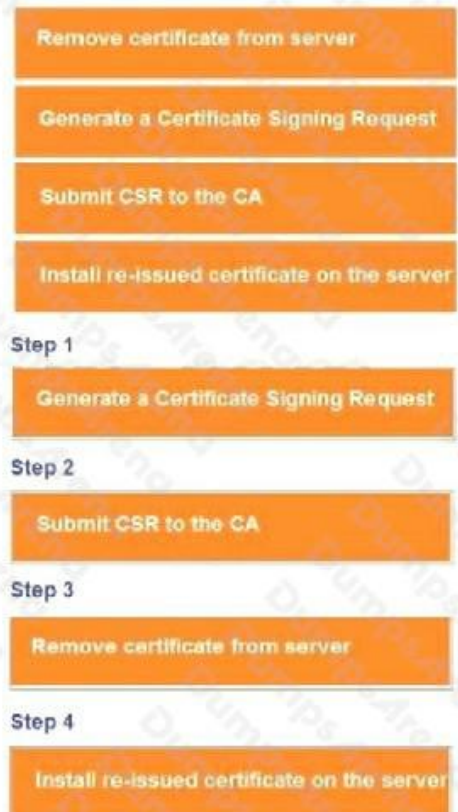 Remove certificate from server
Generate a Certificate Signing Request
Submit CSR to the CA
Install re-issued certificate on the server
Step 1
Generate a Certificate Signing Request
Step 2
Submit CSR to the CA
Step 3
Remove certificate from server
Step 4
Install re-issued certificate on the server